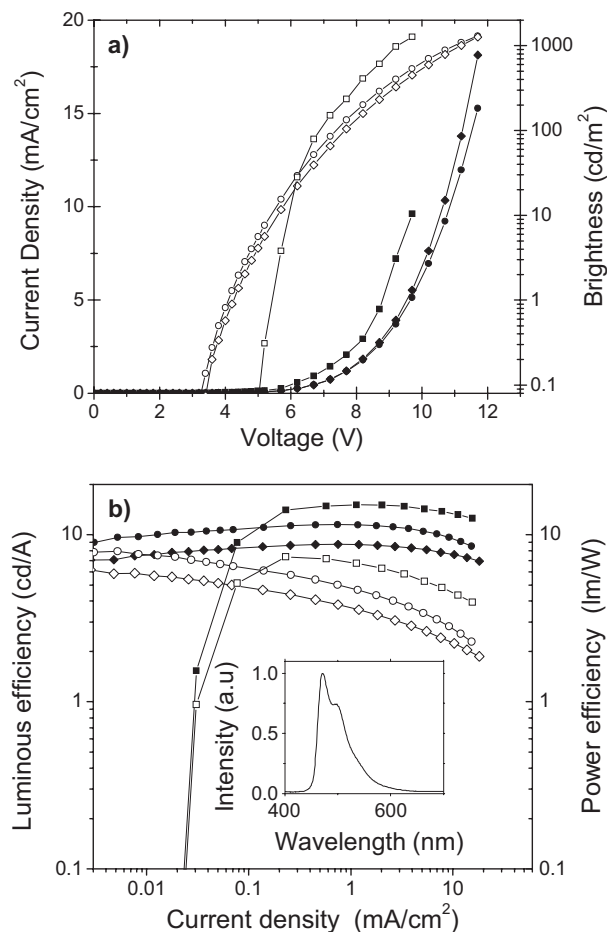 a)
20
15
10
5
0
Current Density (mA/cm²)
1000
100
10
1
0.1
Brightness (cd/m²)
0 2 4 6 8 10 12
Voltage (V)
b)
10
1
0.1
Luminous efficiency (cd/A)
10
1
0.1
Power efficiency (lm/W)
1.0
0.5
0.0
Intensity (a.u)
400 600
Wavelength (nm)
0.01 0.1 1 10
Current density (mA/cm²)